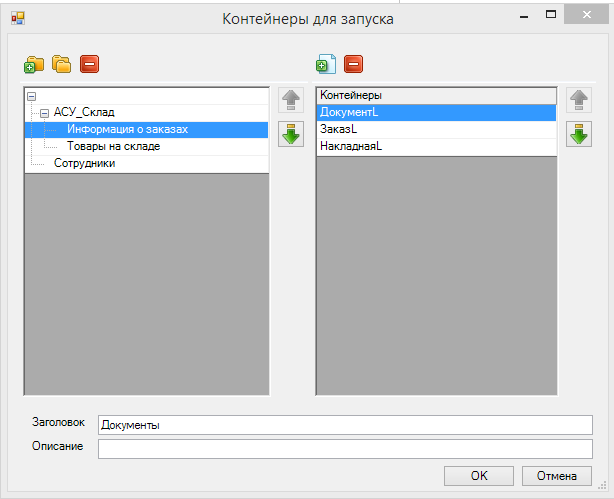 Контейнеры для запуска
АСУ_Склад
Информация о заказах
Товары на складе
Сотрудники
Контейнеры
ДокументL
ЗаказL
НакладнаяL
Заголовок
Документы
Описание
OK
Отмена